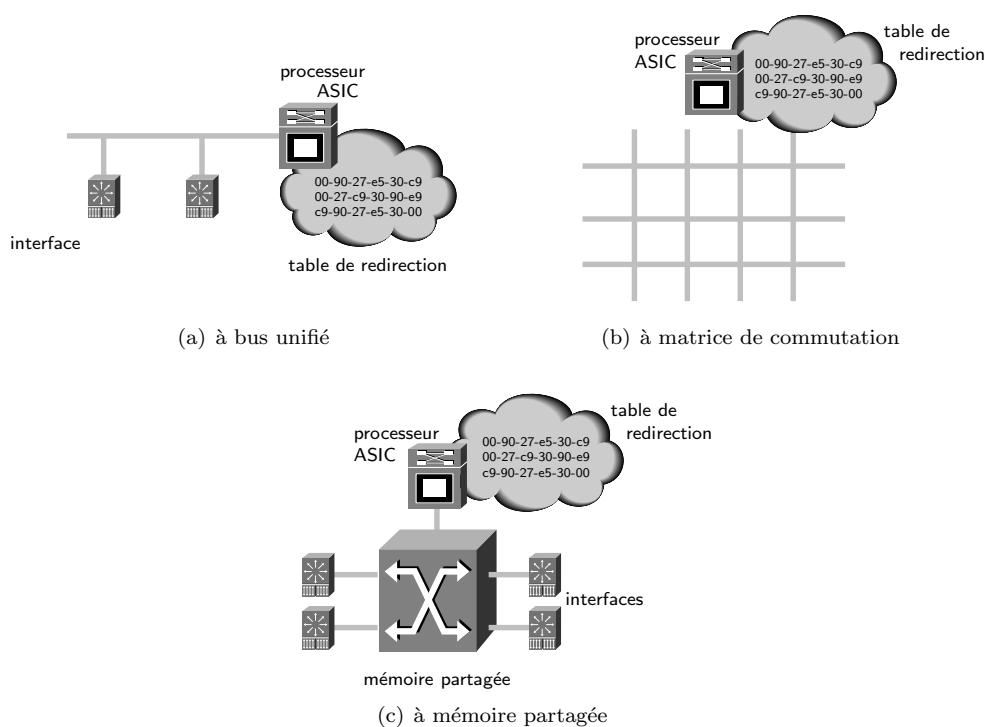 processeur
ASIC
00-90-27-e5-30-c9
00-27-c9-30-90-e9
c9-90-27-e5-30-00
interface
table de redirection
(a) à bus unifié
processeur
ASIC
table de
redirection
00-90-27-e5-30-c9
00-27-c9-30-90-e9
c9-90-27-e5-30-00
(b) à matrice de commutation
processeur
ASIC
table de
redirection
00-90-27-e5-30-c9
00-27-c9-30-90-e9
c9-90-27-e5-30-00
interfaces
mémoire partagée
(c) à mémoire partagée